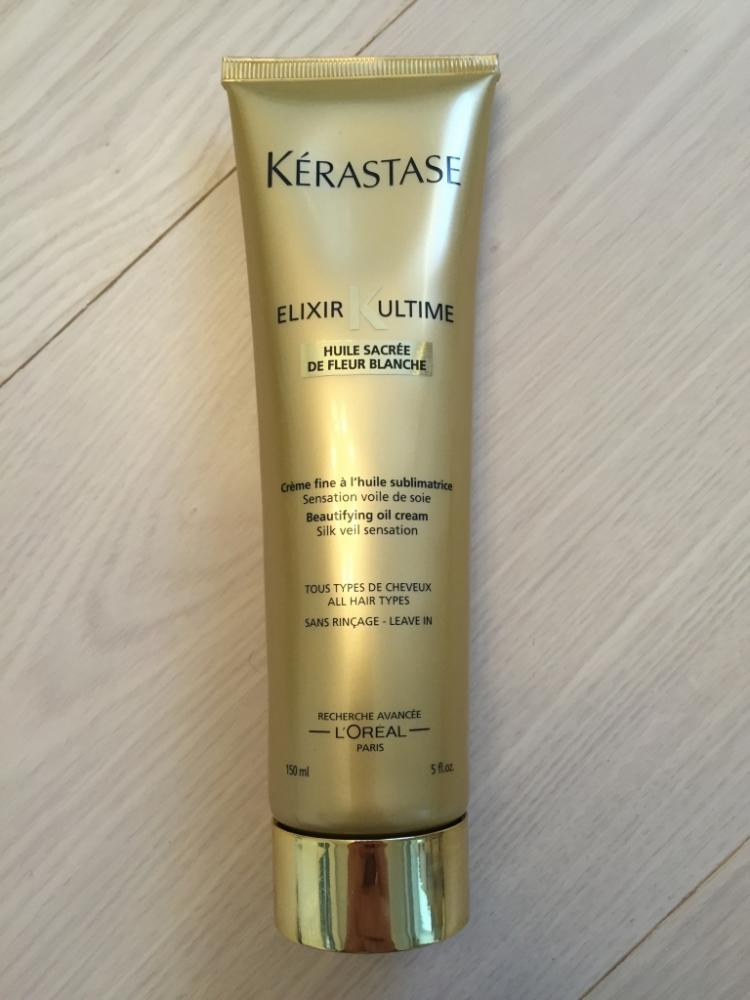 KÉRASTASE
ELIXIR K ULTIME
HUILE SACRÉE
DE FLEUR BLANCHE
Crème fine à l'huile sublimatrice
Sensation voile de soie
Beautifying oil cream
Silk veil sensation
TOUS TYPES DE CHEVEUX
ALL HAIR TYPES
SANS RINÇAGE - LEAVE IN
RECHERCHE AVANCÉE
L'ORÉAL
PARIS
150 ml 5 fl.oz.